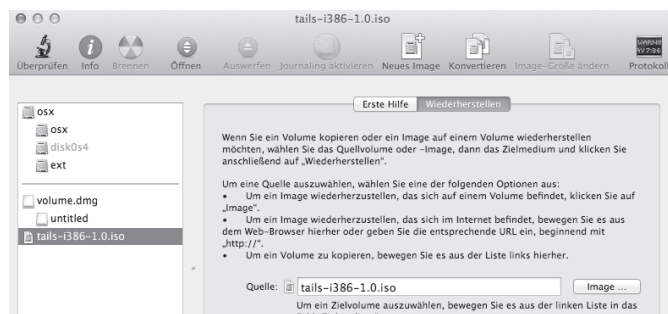 tails-i386-1.0.iso
Überprüfen Info Brennen Öffnen Auswerfen Journaling aktivieren Neues Image Konvertieren Image-Größe ändern Protokoll
osx
osx
disk0s4
ext
volume.dmg
untitled
tails-i386-1.0.iso
Erste Hilfe Wiederherstellen
Wenn Sie ein Volume kopieren oder ein Image auf einem Volume wiederherstellen
möchten, wählen Sie das Quellvolume oder -Image, dann das Zielmedium und klicken Sie
anschließend auf „Wiederherstellen“.
Um eine Quelle auszuwählen, wählen Sie eine der folgenden Optionen aus:
• Um ein Image wiederherzustellen, das sich auf einem Volume befindet, klicken Sie auf
„Image“.
• Um ein Image wiederherzustellen, das sich im Internet befindet, bewegen Sie es aus
dem Web-Browser hierher oder geben Sie die entsprechende URL ein, beginnend mit
„http://“.
• Um ein Volume zu kopieren, bewegen Sie es aus der Liste links hierher.
Quelle: tails-i386-1.0.iso Image ...
Um ein Zielvolume auszuwählen, bewegen Sie es aus der linken Liste in das